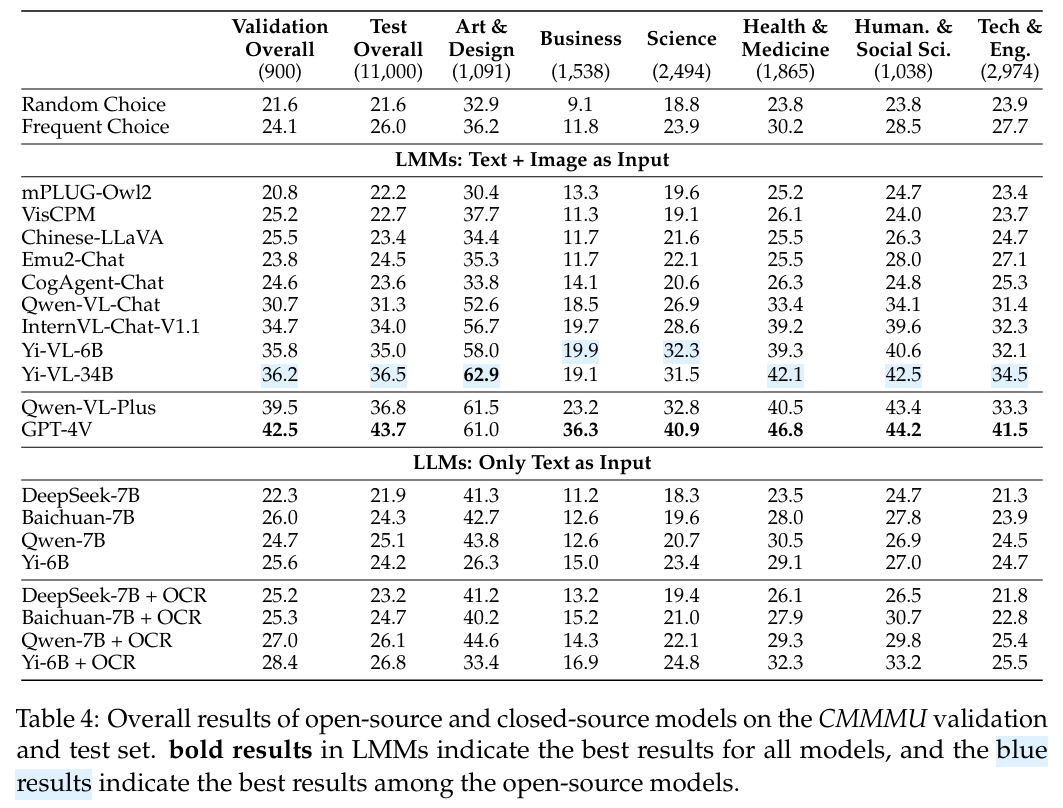 Validation Test Art & Business Science Health & Human. & Tech &
Overall Overall Design Medicine Social Sci. Eng.
(900) (11,000) (1,091) (1,538) (2,494) (1,865) (1,038) (2,974)
Random Choice 21.6 21.6 32.9 9.1 18.8 23.8 23.8 23.9
Frequent Choice 24.1 26.0 36.2 11.8 23.9 30.2 28.5 27.7
LMMs: Text + Image as Input
mPLUG-Owl2 20.8 22.2 30.4 13.3 19.6 25.2 24.7 23.4
VisCPM 25.2 22.7 37.7 11.3 19.1 26.1 24.0 23.7
Chinese-LLaVA 25.5 23.4 34.4 11.7 21.6 25.5 26.3 24.7
Emu2-Chat 23.8 24.5 35.3 11.7 22.1 25.5 28.0 27.1
CogAgent-Chat 24.6 23.6 33.8 14.1 20.6 26.3 24.8 25.3
Qwen-VL-Chat 30.7 31.3 52.6 18.5 26.9 33.4 34.1 31.4
InternVL-Chat-V1.1 34.7 34.0 56.7 19.7 28.6 39.2 39.6 32.3
Yi-VL-6B 35.8 35.0 58.0 19.9 32.3 39.3 40.6 32.1
Yi-VL-34B 36.2 36.5 62.9 19.1 31.5 42.1 42.5 34.5
Qwen-VL-Plus 39.5 36.8 61.5 23.2 32.8 40.5 43.4 33.3
GPT-4V 42.5 43.7 61.0 36.3 40.9 46.8 44.2 41.5
LLMs: Only Text as Input
DeepSeek-7B 22.3 21.9 41.3 11.2 18.3 23.5 24.7 21.3
Baichuan-7B 26.0 24.3 42.7 12.6 19.6 28.0 27.8 23.9
Qwen-7B 24.7 25.1 43.8 12.6 20.7 30.5 26.9 24.5
Yi-6B 25.6 24.2 26.3 15.0 23.4 29.1 27.0 24.7
DeepSeek-7B + OCR 25.2 23.2 41.2 13.2 19.4 26.1 26.5 21.8
Baichuan-7B + OCR 25.3 24.7 40.2 15.2 21.0 27.9 30.7 22.8
Qwen-7B + OCR 27.0 26.1 44.6 14.3 22.1 29.3 29.8 25.4
Yi-6B + OCR 28.4 26.8 33.4 16.9 24.8 32.3 33.2 25.5
Table 4: Overall results of open-source and closed-source models on the CMMMU validation
and test set. bold results in LMMs indicate the best results for all models, and the blue
results indicate the best results among the open-source models.